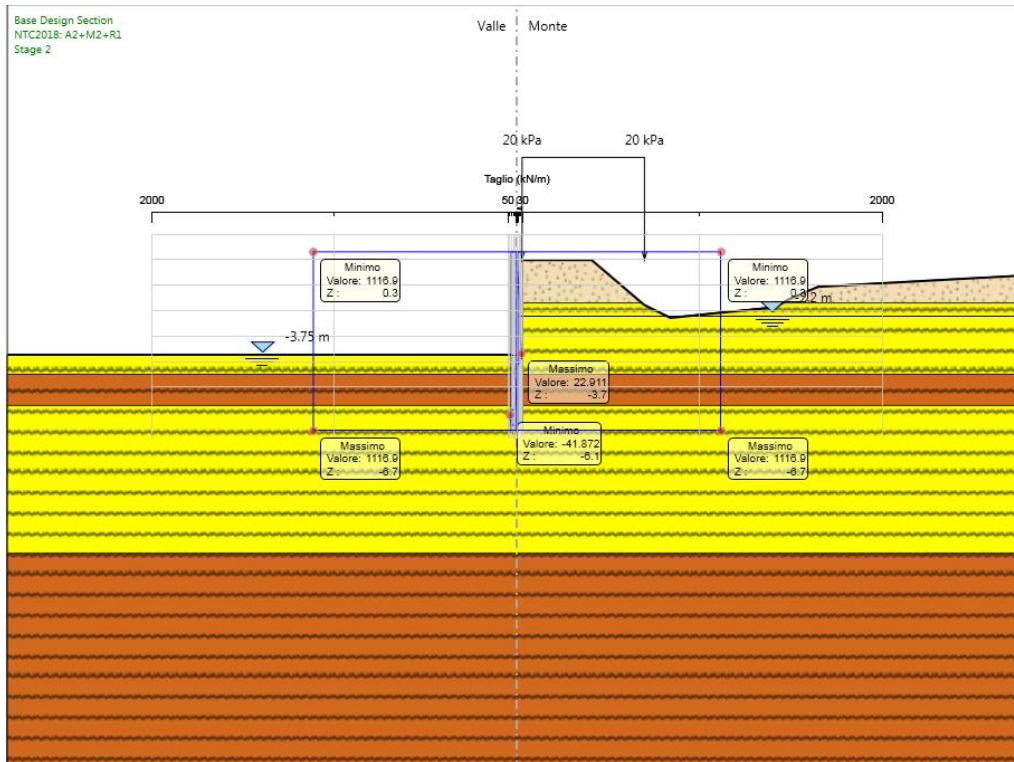 Base Design Section
NTC2018: A2+M2+R1
Stage 2
Valle
Monte
20 kPa
20 kPa
Taglio (kN/m)
2000
50
30
2000
Minimo
Valore: 1116.9
Z : 0.3
Minimo
Valore: 1116.9
Z : 0.3
-2.2 m
-3.75 m
Massimo
Valore: 22.911
Z : -3.7
Minimo
Valore: -41.872
Z : -6.1
Massimo
Valore: 1116.9
Z : -6.7
Massimo
Valore: 1116.9
Z : -6.7